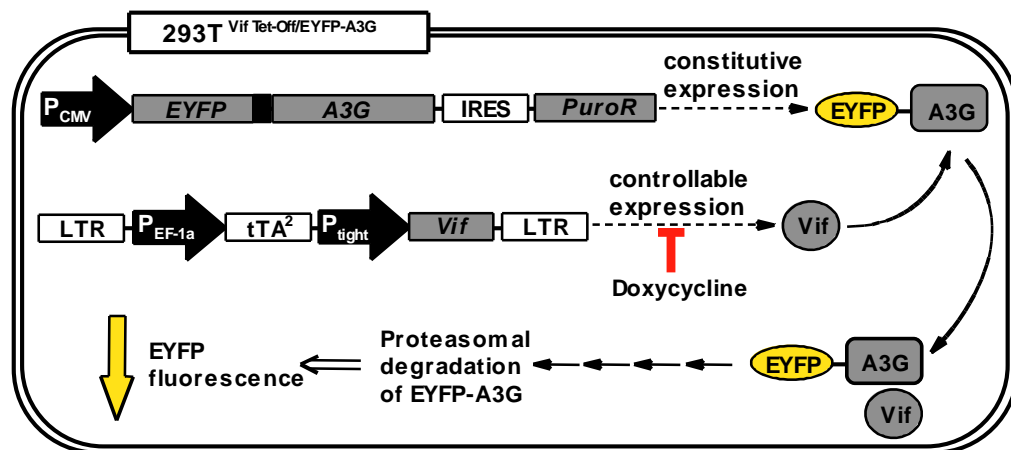 293T Vif Tet-Off/EYFP-A3G
constitutive
expression
PCMV EYFP A3G IRES PuroR EYFP A3G
controllable
expression
LTR PEF-1a tTA2 Ptight Vif LTR Vif
Doxycycline
EYFP
fluorescence
Proteasomal
degradation
of EYFP-A3G
EYFP A3G
Vif